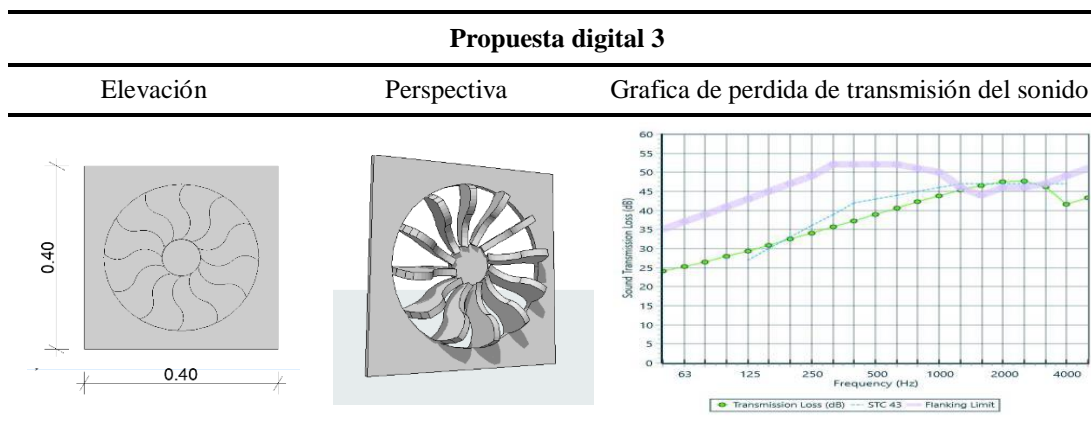 Propuesta digital 3
Elevación
Perspectiva
Grafica de perdida de transmisión del sonido
0.40
0.40
Sound Transmission Loss (dB)
60
55
50
45
40
35
30
25
20
15
10
5
0
63
125
250
500
1000
2000
4000
Frequency (Hz)
Transmission Loss (dB)
STC 43
Flanking Limit